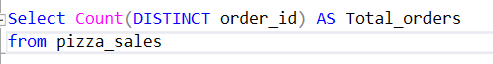 Select Count(DISTINCT order_id) AS Total_orders
from pizza_sales